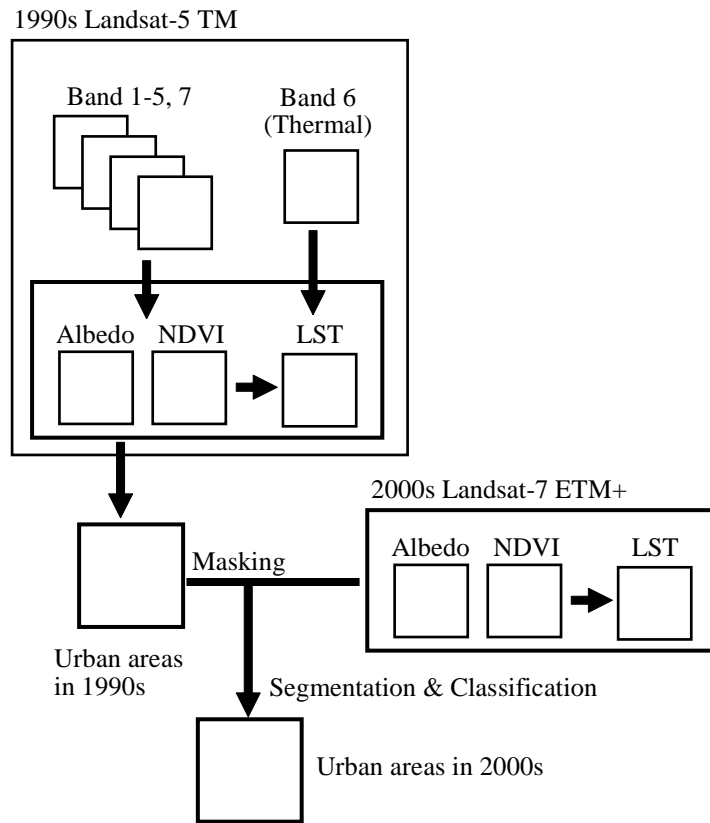 1990s Landsat-5 TM
Band 1-5, 7
Band 6
(Thermal)
Albedo NDVI LST
2000s Landsat-7 ETM+
Albedo NDVI LST
Masking
Urban areas
in 1990s
Segmentation & Classification
Urban areas in 2000s